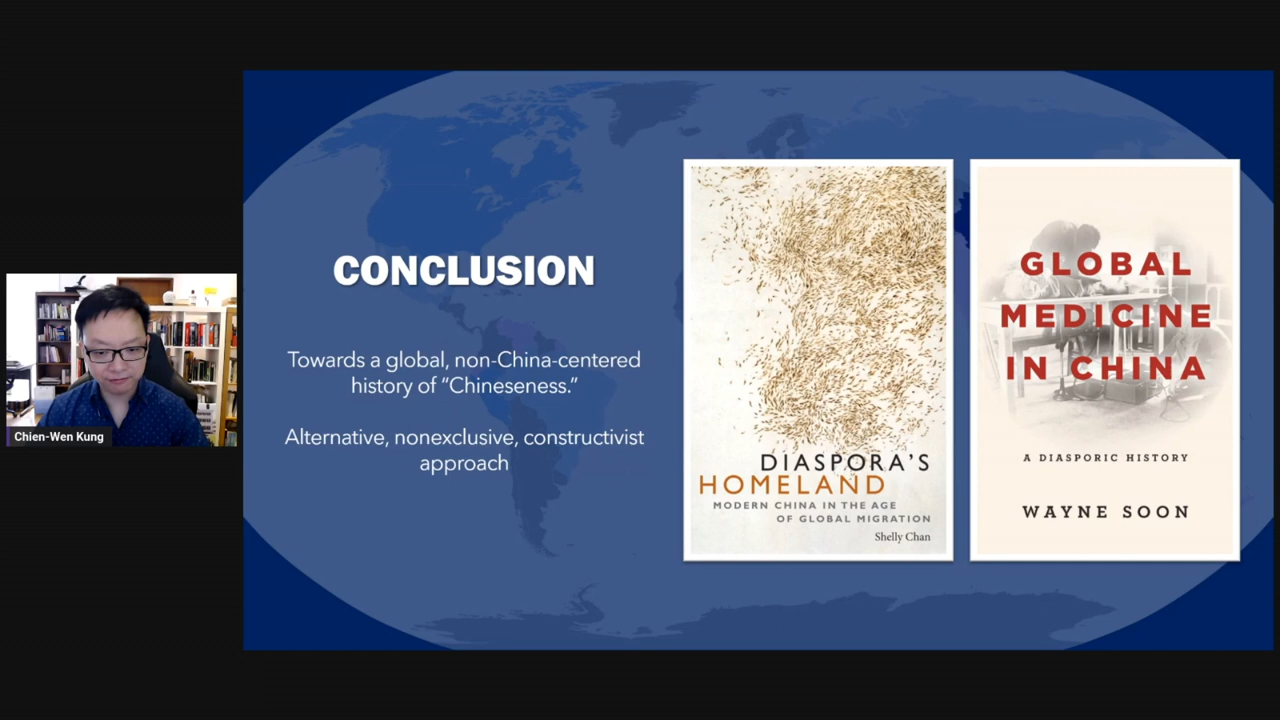 Chien-Wen Kung
CONCLUSION
Towards a global, non-China-centered
history of “Chineseness.”
Alternative, nonexclusive, constructivist
approach
DIASPORA'S
HOMELAND
MODERN CHINA IN THE AGE
OF GLOBAL MIGRATION
Shelly Chan
GLOBAL
MEDICINE
IN CHINA
A DIASPORIC HISTORY
WAYNE SOON